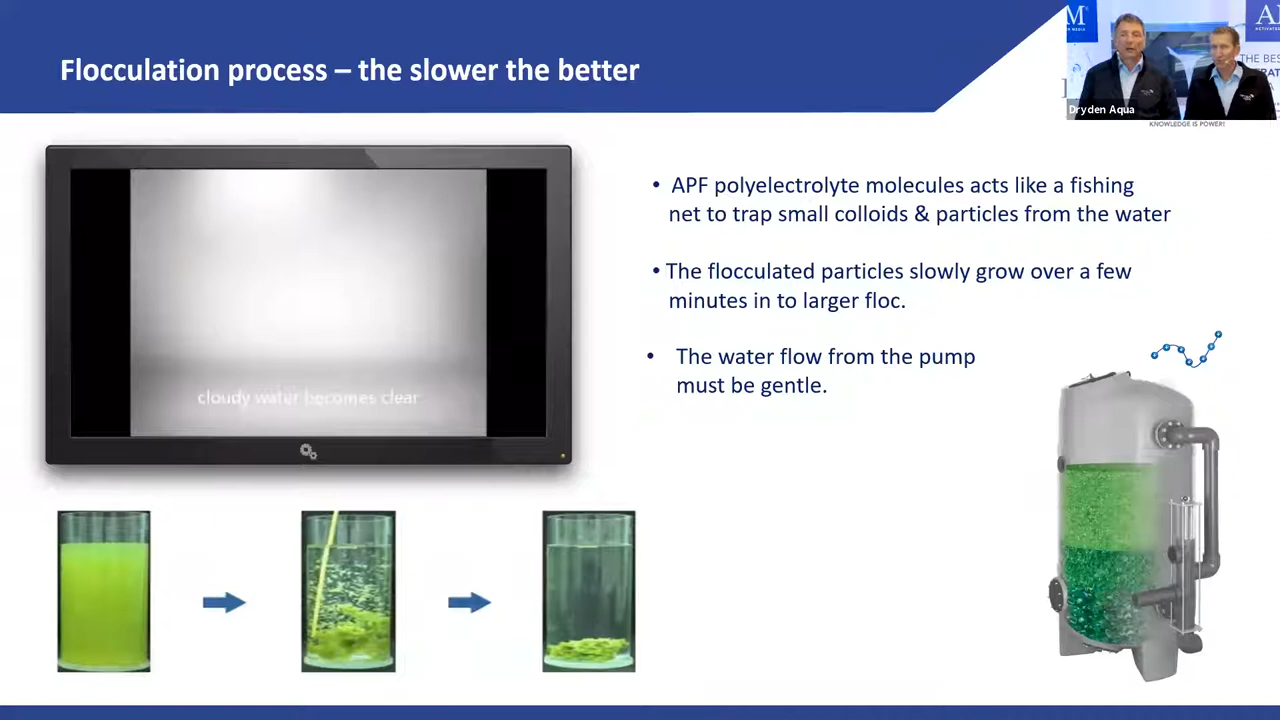 Flocculation process – the slower the better
Dryden Aqua
KNOWLEDGE IS POWER!
THE BES
• APF polyelectrolyte molecules acts like a fishing
net to trap small colloids & particles from the water
• The flocculated particles slowly grow over a few
minutes in to larger floc.
• The water flow from the pump
must be gentle.
cloudy water becomes clear